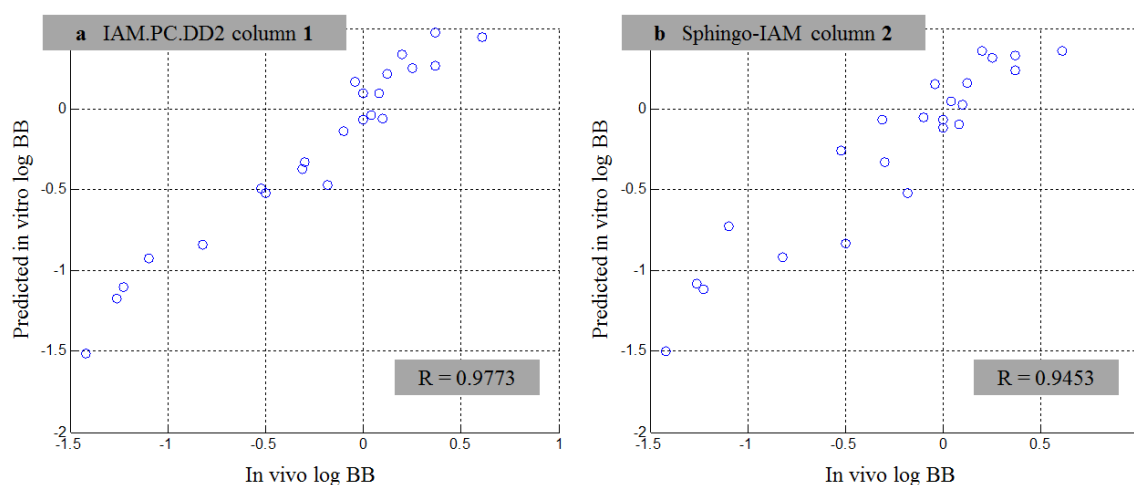 a IAM.PC.DD2 column 1
Predicted in vitro log BB
0
-0.5
-1
-1.5
-2
-1.5
-1
-0.5
0
0.5
1
R = 0.9773
In vivo log BB
b Sphingo-IAM column 2
Predicted in vitro log BB
0
-0.5
-1
-1.5
-2
-1.5
-1
-0.5
0
0.5
R = 0.9453
In vivo log BB